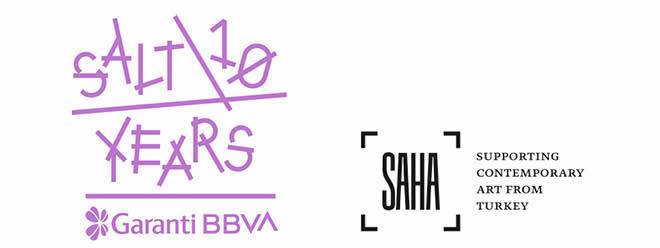 SALT\10
YEARS
Garanti BBVA
SAHA
SUPPORTING
CONTEMPORARY
ART FROM
TURKEY